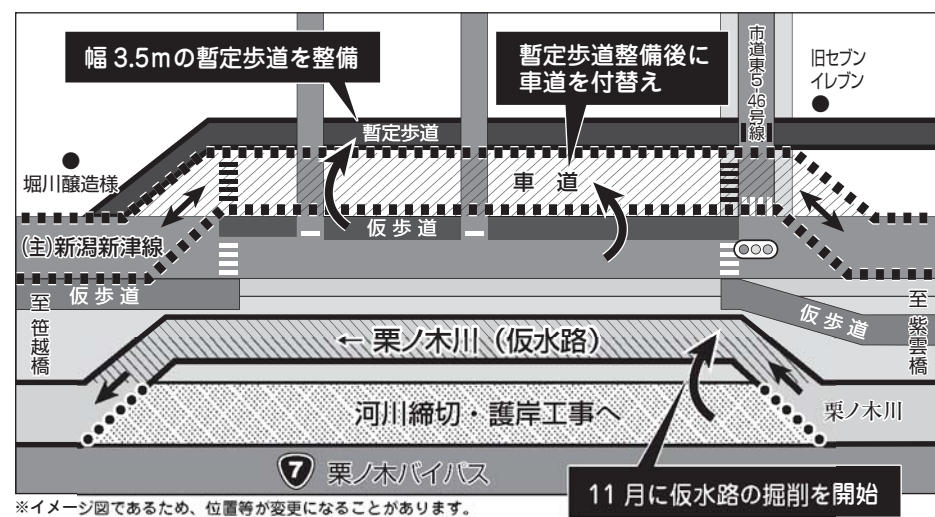 幅3.5mの暫定歩道を整備
暫定歩道整備後に
車道を付替え
市道東5-46号線
旧セブン
イレブン
暫定歩道
堀川醸造様
車 道
仮 歩 道
(主)新潟新津線
仮 歩 道
至 笹越橋
仮 歩 道
至 紫雲橋
← 栗ノ木川（仮水路）
河川締切・護岸工事へ
栗ノ木川
7 栗ノ木バイパス
11月に仮水路の掘削を開始
※イメージ図であるため、位置等が変更になることがあります。